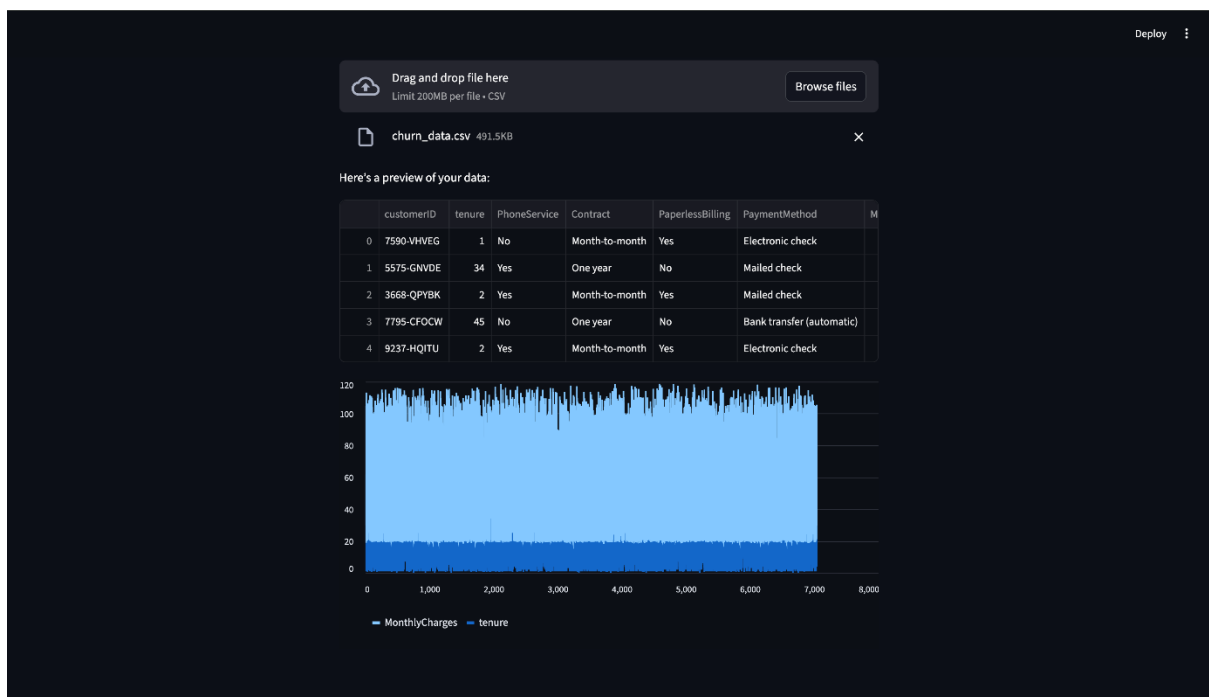 Deploy
Drag and drop file here
Limit 200MB per file • CSV
Browse files
churn_data.csv 491.5KB
Here's a preview of your data:
customerID tenure PhoneService Contract PaperlessBilling PaymentMethod M
0 7590-VHVEG 1 No Month-to-month Yes Electronic check
1 5575-GNVDE 34 Yes One year No Mailed check
2 3668-QPYBK 2 Yes Month-to-month Yes Mailed check
3 7795-CFOCW 45 No One year No Bank transfer (automatic)
4 9237-HQITU 2 Yes Month-to-month Yes Electronic check
120
100
80
60
40
20
0
0 1,000 2,000 3,000 4,000 5,000 6,000 7,000 8,000
MonthlyCharges tenure